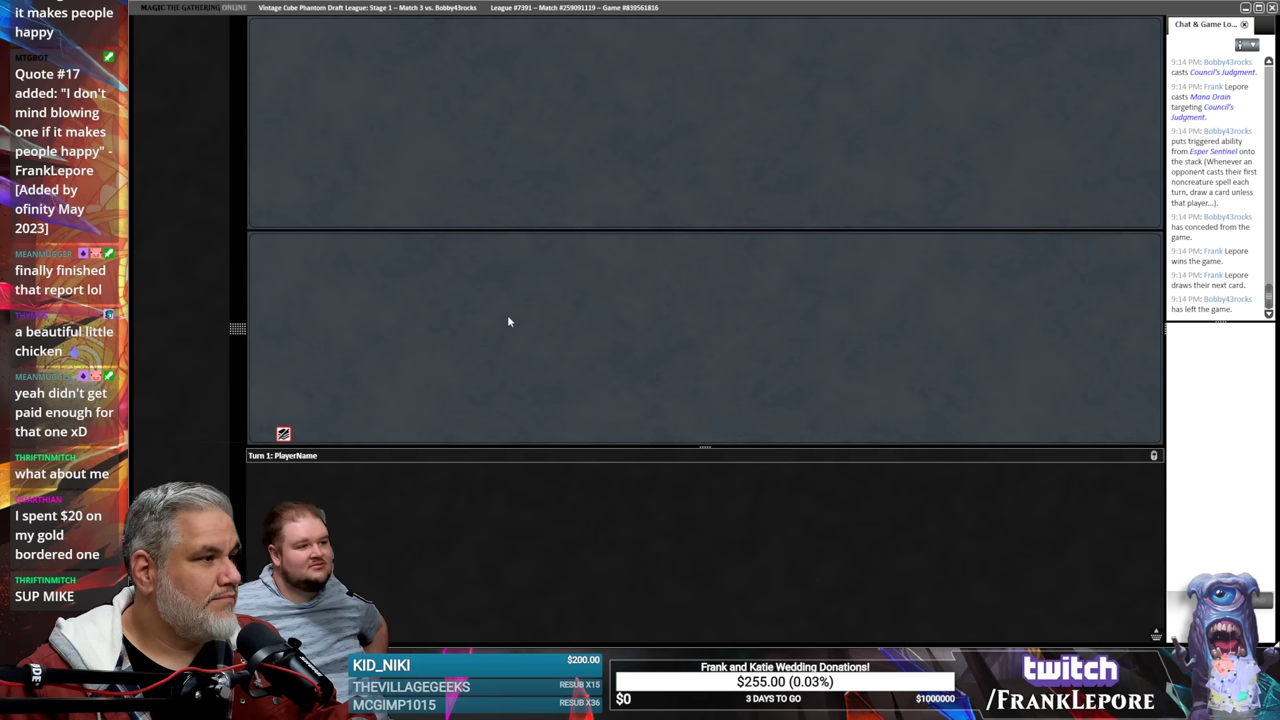 it makes people
happy
MTGBOT
Quote #17
added: "I don't
mind blowing
one if it makes
people happy" -
FrankLepore
[Added by
ofinity May
2023]
MEANMUGGER
finally finished
that report lol
a beautiful little
chicken
MEANMUGGER
yeah didn't get
paid enough for
that one xD
THRIFTINMITCH
what about me
I spent $20 on
my gold
bordered one
THRIFTINMITCH
SUP MIKE
MAGIC THE GATHERING ONLINE
Vintage Cube Phantom Draft League: Stage 1 – Match 3 vs. Bobby43rocks
League #7391 – Match #259091119 – Game #839561816
Turn 1: PlayerName
Chat & Game Lo...
9:14 PM: Bobby43rocks
casts Council's Judgment.
9:14 PM: Frank Lepore
casts Mana Drain
targeting Council's
Judgment.
9:14 PM: Bobby43rocks
puts triggered ability
from Esper Sentinel onto
the stack (Whenever an
opponent casts their first
noncreature spell each
turn, draw a card unless
that player...).
9:14 PM: Bobby43rocks
has conceded from the
game.
9:14 PM: Frank Lepore
wins the game.
9:14 PM: Frank Lepore
draws their next card.
9:14 PM: Bobby43rocks
has left the game.
KID_NIKI $200.00
THEVILLAGEGEEKS RESUB X15
MCGIMP1015 RESUB X36
Frank and Katie Wedding Donations!
$255.00 (0.03%)
$0 3 DAYS TO GO $1000000
twitch
/FRANKLEPORE